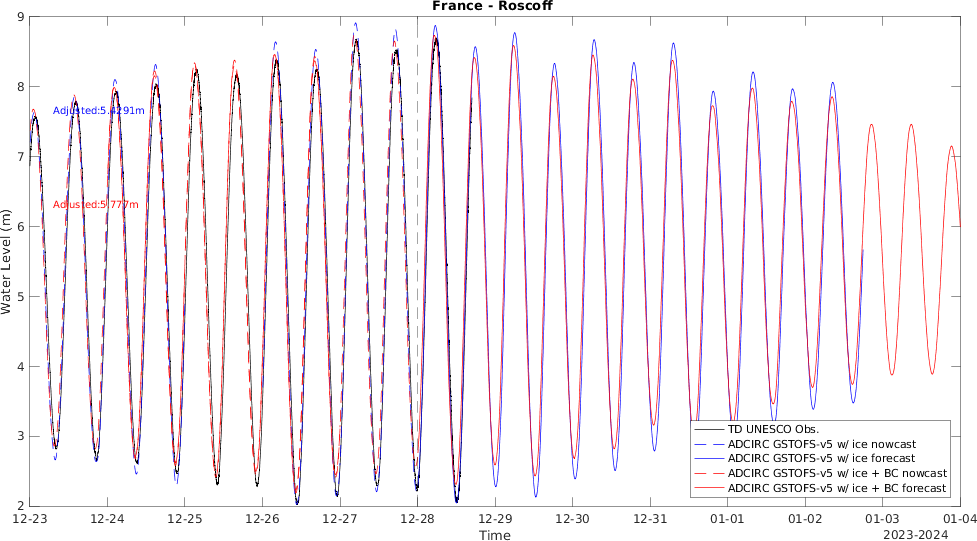 France - Roscoff
Water Level (m)
9
8
7
6
5
4
3
2
Adjusted:5.4291m
Adjusted:5.777m
TD UNESCO Obs.
ADCIRC GSTOFS-v5 w/ ice nowcast
ADCIRC GSTOFS-v5 w/ ice forecast
ADCIRC GSTOFS-v5 w/ ice + BC nowcast
ADCIRC GSTOFS-v5 w/ ice + BC forecast
12-23 12-24 12-25 12-26 12-27 12-28 12-29 12-30 12-31 01-01 01-02 01-03 01-04
Time
2023-2024